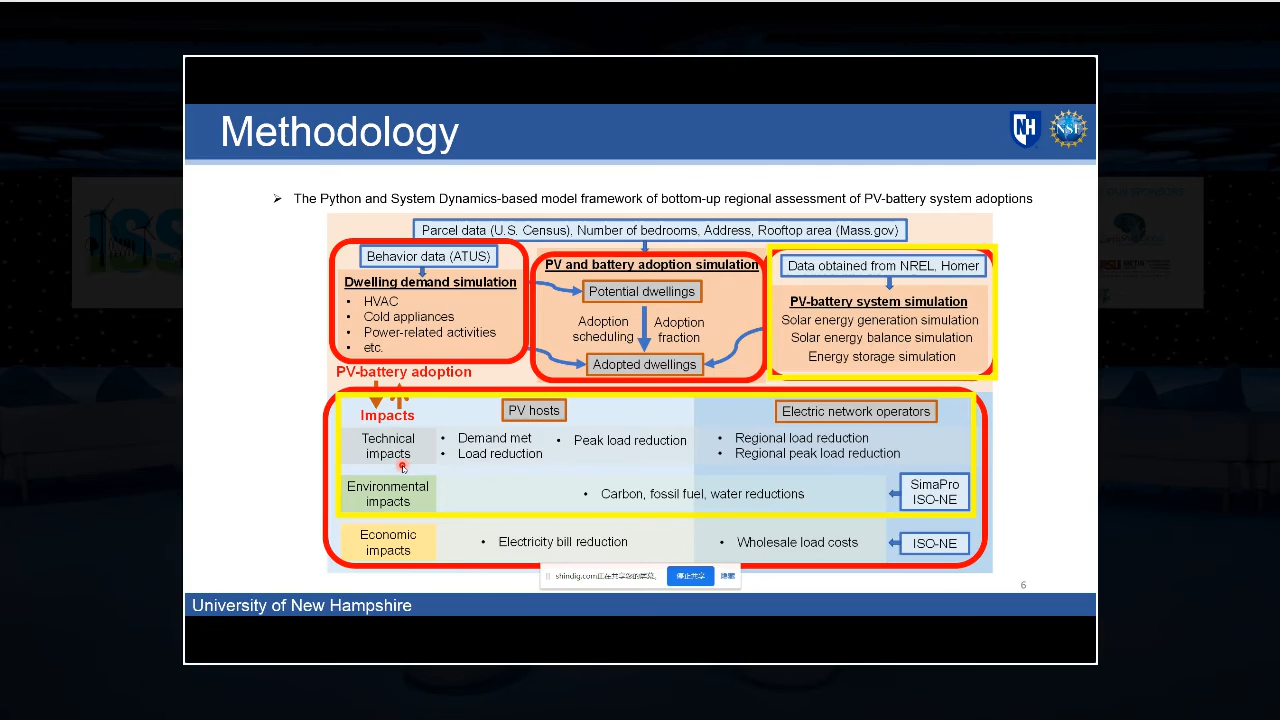 Methodology
NH
NSF
➢ The Python and System Dynamics-based model framework of bottom-up regional assessment of PV-battery system adoptions
Parcel data (U.S. Census), Number of bedrooms, Address, Rooftop area (Mass.gov)
Behavior data (ATUS)
Dwelling demand simulation
• HVAC
• Cold appliances
• Power-related activities
• etc.
PV and battery adoption simulation
Potential dwellings
Adoption scheduling
Adoption fraction
Adopted dwellings
Data obtained from NREL, Homer
PV-battery system simulation
Solar energy generation simulation
Solar energy balance simulation
Energy storage simulation
PV-battery adoption
Impacts
PV hosts
Electric network operators
Technical
impacts
• Demand met
• Load reduction
• Peak load reduction
• Regional load reduction
• Regional peak load reduction
Environmental
impacts
• Carbon, fossil fuel, water reductions
SimaPro
ISO-NE
Economic
impacts
• Electricity bill reduction
• Wholesale load costs
ISO-NE
shindig.com正在共享您的屏幕。
停止共享
隐藏
6
University of New Hampshire